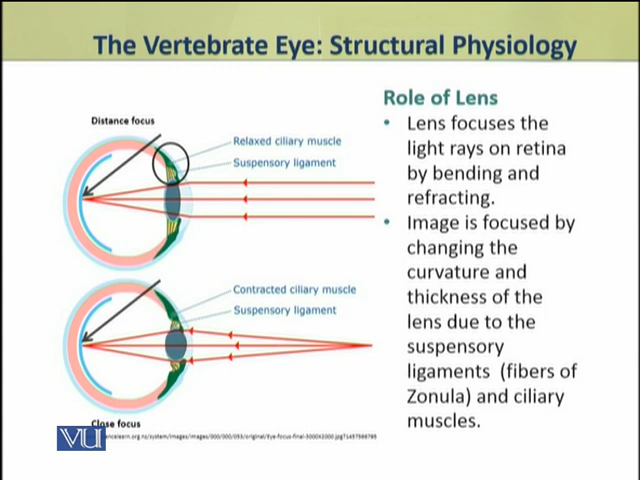 The Vertebrate Eye: Structural Physiology
Distance focus
Relaxed ciliary muscle
Suspensory ligament
Contracted ciliary muscle
Suspensory ligament
Close focus
VU
Role of Lens
• Lens focuses the
light rays on retina
by bending and
refracting.
• Image is focused by
changing the
curvature and
thickness of the
lens due to the
suspensory
ligaments (fibers of
Zonula) and ciliary
muscles.